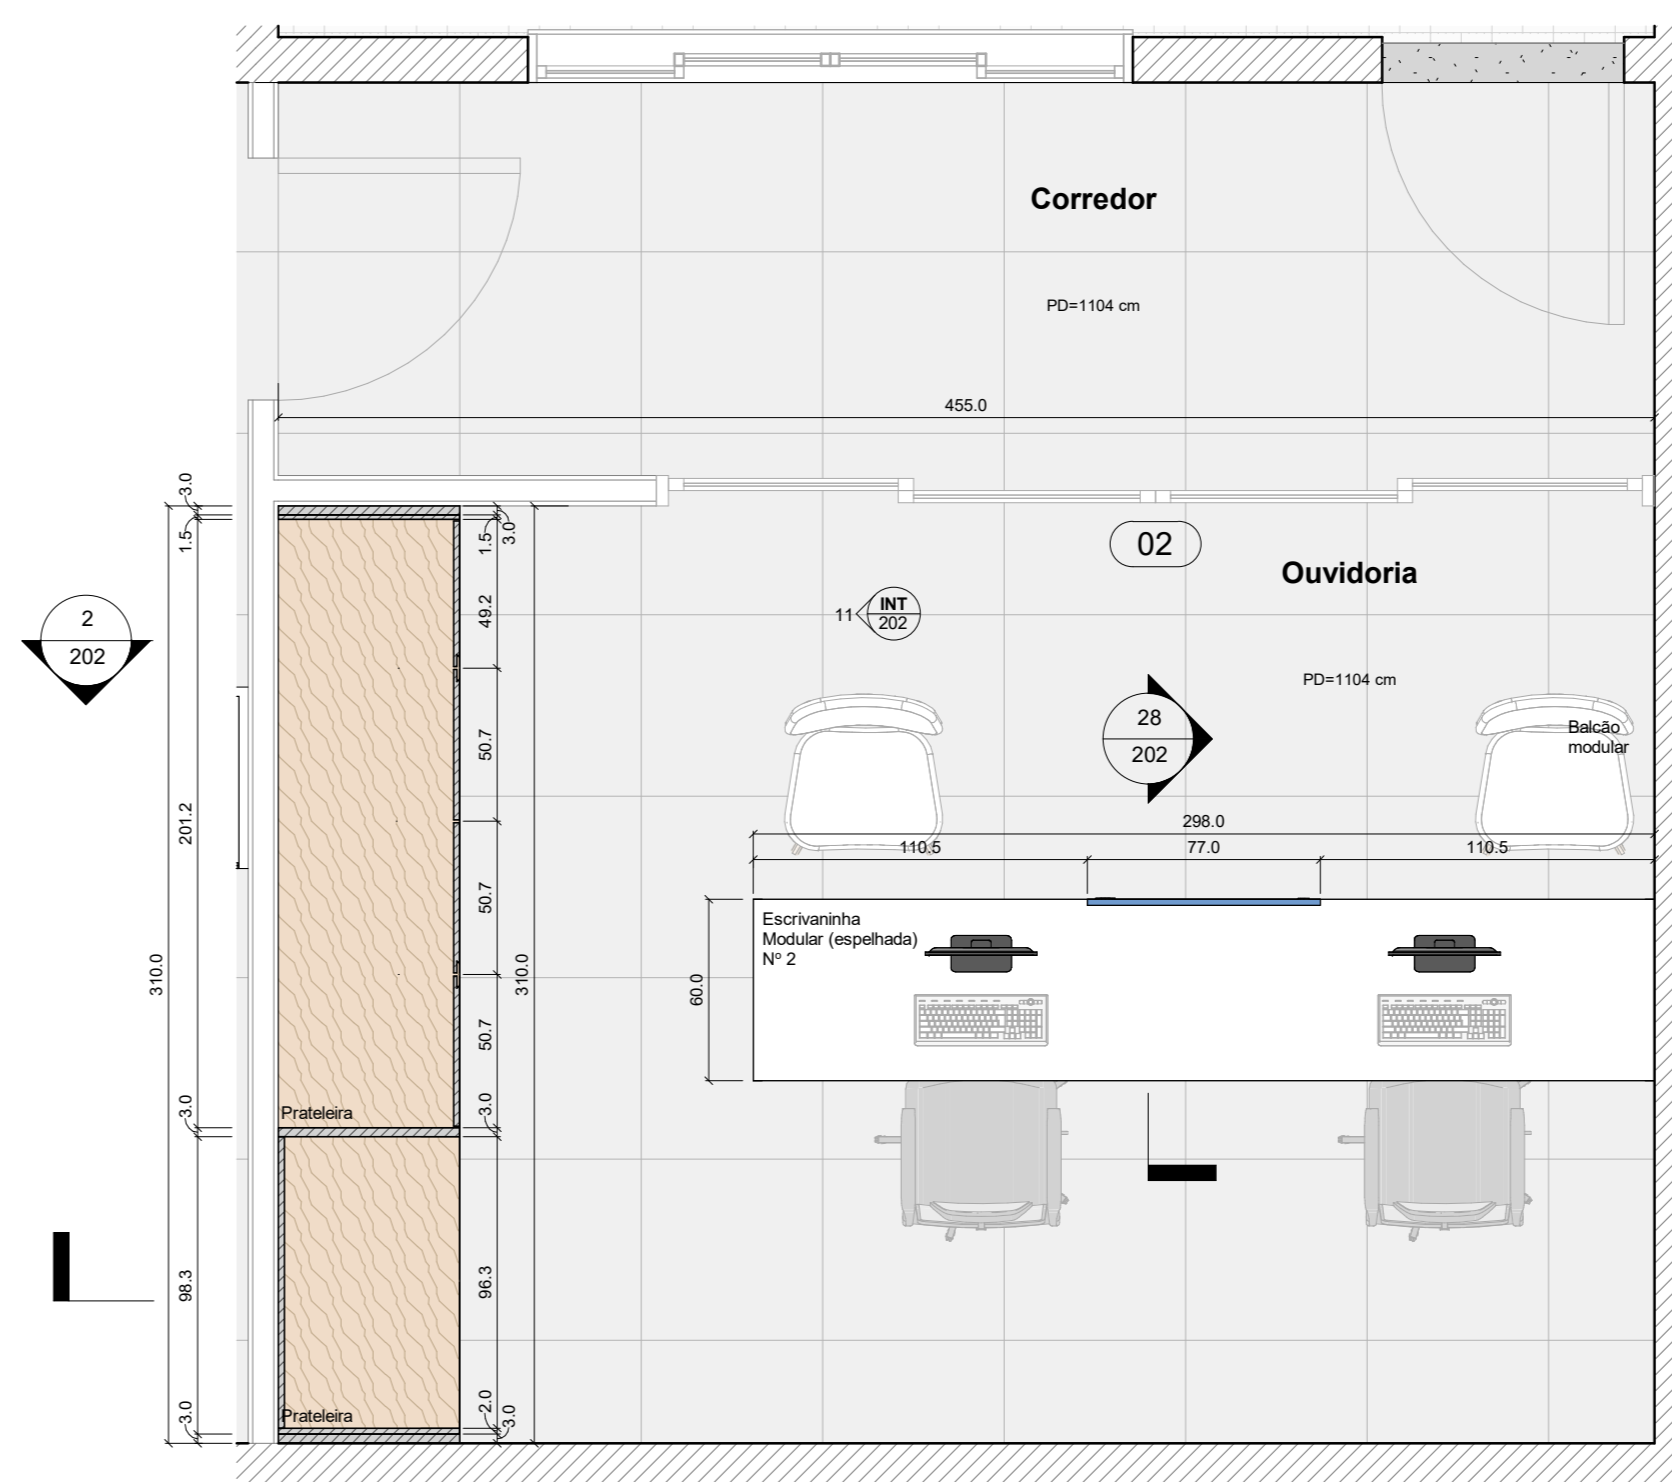 Corredor
PD=1104 cm
455.0
3.0
1.5
1.5
3.0
02
Ouvidoria
2
202
49.2
11
INT
202
PD=1104 cm
28
202
Balcão
modular
50.7
201.2
298.0
110.5
77.0
110.5
50.7
Escrivaninha
Modular (espelhada)
Nº 2
310.0
310.0
60.0
50.7
3.0
3.0
Prateleira
98.3
96.3
3.0
2.0
3.0
Prateleira